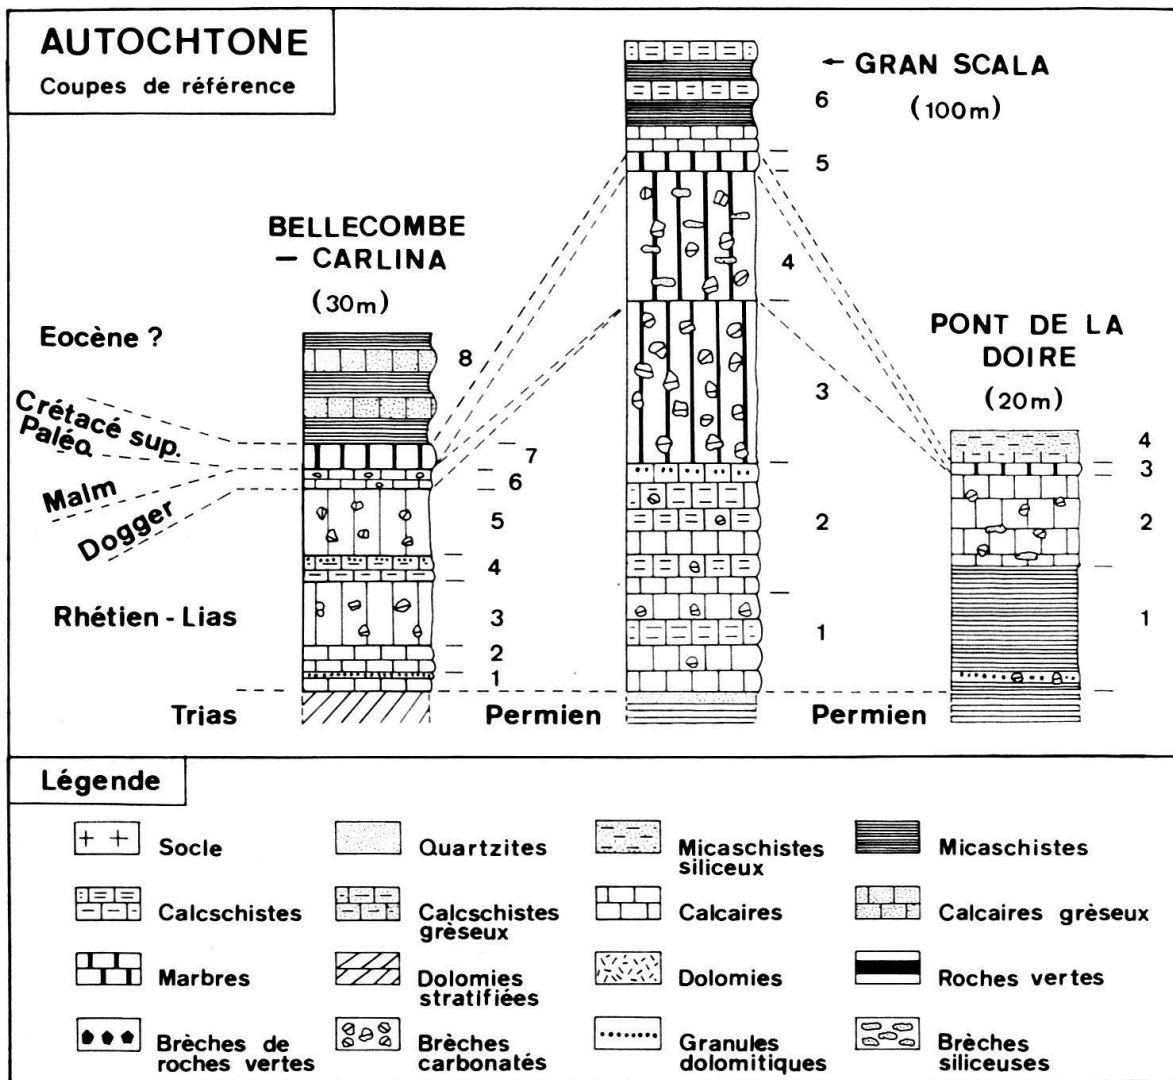 AUTOCHTONE
Coupes de référence
← GRAN SCALA
(100m)
6
5
4
3
2
1
BELLECOMBE
— CARLINA
(30m)
8
7
6
5
4
3
2
1
PONT DE LA
DOIRE
(20m)
4
3
2
1
Eocène ?
Crétacé sup.
Paléo.
Malm
Dogger
Rhétien - Lias
Trias
Permien
Permien
Légende
Socle
Quartzites
Micaschistes
siliceux
Micaschistes
Calcschistes
Calcschistes
grèseux
Calcaires
Calcaires grèseux
Marbres
Dolomies
stratifiées
Dolomies
Roches vertes
Brèches de
roches vertes
Brèches
carbonatés
Granules
dolomitiques
Brèches
siliceuses